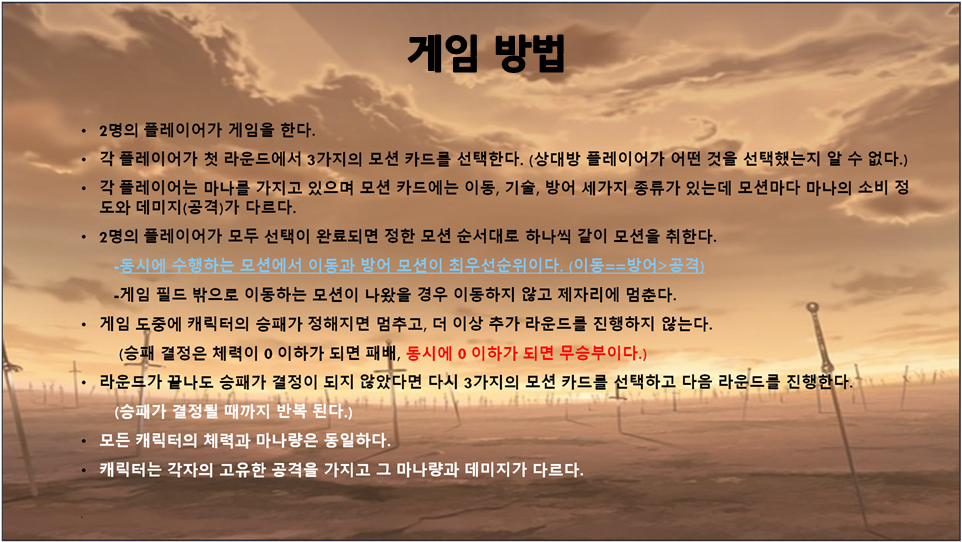 게임 방법
• 2명의 플레이어가 게임을 한다.
• 각 플레이어가 첫 라운드에서 3가지의 모션 카드를 선택한다. (상대방 플레이어가 어떤 것을 선택했는지 알 수 없다.)
• 각 플레이어는 마나를 가지고 있으며 모션 카드에는 이동, 기술, 방어 세가지 종류가 있는데 모션마다 마나의 소비 정
도와 데미지(공격)가 다르다.
• 2명의 플레이어가 모두 선택이 완료되면 정한 모션 순서대로 하나씩 같이 모션을 취한다.
-동시에 수행하는 모션에서 이동과 방어 모션이 최우선순위이다. (이동==방어>공격)
-게임 필드 밖으로 이동하는 모션이 나왔을 경우 이동하지 않고 제자리에 멈춘다.
• 게임 도중에 캐릭터의 승패가 정해지면 멈추고, 더 이상 추가 라운드를 진행하지 않는다.
(승패 결정은 체력이 0 이하가 되면 패배, 동시에 0 이하가 되면 무승부이다.)
• 라운드가 끝나도 승패가 결정이 되지 않았다면 다시 3가지의 모션 카드를 선택하고 다음 라운드를 진행한다.
(승패가 결정될 때까지 반복 된다.)
• 모든 캐릭터의 체력과 마나량은 동일하다.
• 캐릭터는 각자의 고유한 공격을 가지고 그 마나량과 데미지가 다르다.